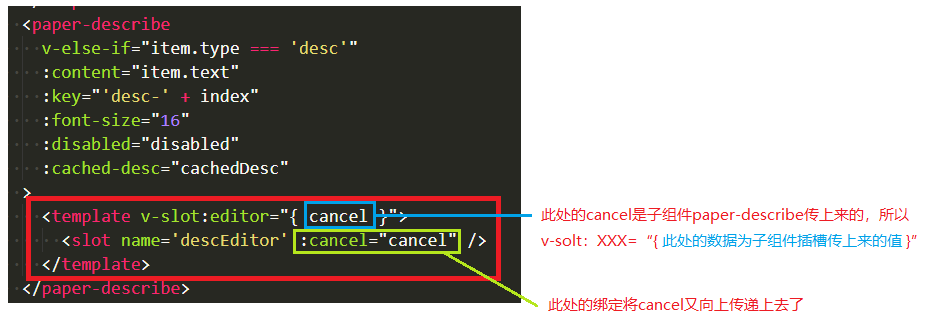 <paper-describe
v-else-if="item.type === 'desc'"
:content="item.text"
:key="'desc-' + index"
:font-size="16"
:disabled="disabled"
:cached-desc="cachedDesc"
>
<template v-slot:editor="{ cancel }">
<slot name='descEditor' :cancel="cancel" />
</template>
</paper-describe>
此处的cancel是子组件paper-describe传上来的，所以
v-solt：XXX=“{ 此处的数据为子组件插槽传上来的值 }”
此处的绑定将cancel又向上传递上去了